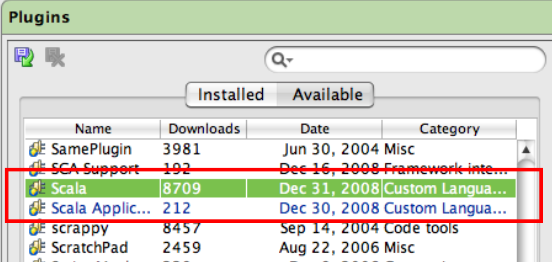 Plugins
Installed Available
Name Downloads Date Category
SamePlugin 3981 Jun 30, 2004 Misc
SCA Support 192 Dec 16, 2008 Framework inte...
Scala 8709 Dec 31, 2008 Custom Langua...
Scala Applic... 212 Dec 30, 2008 Custom Langua...
scrappy 8457 Sep 14, 2004 Code tools
ScratchPad 2459 Aug 22, 2006 Misc